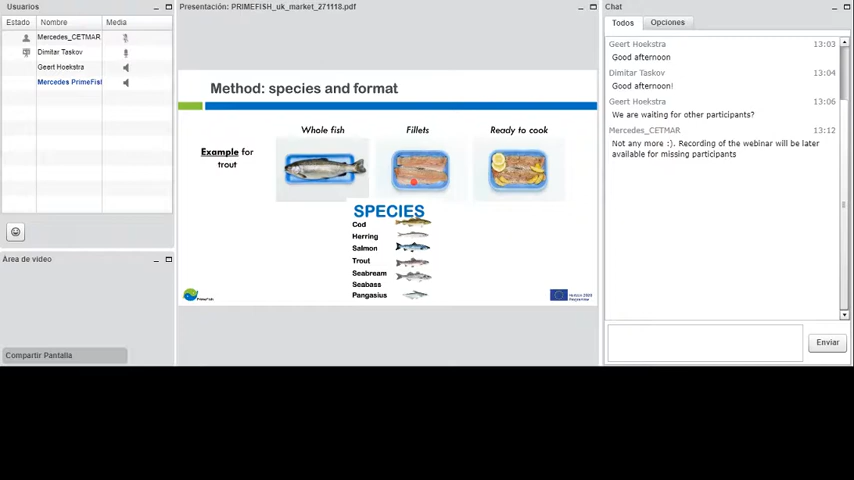 Usuarios
Estado Nombre Media
Mercedes_CETMAR
Dimitar Taskov
Geert Hoekstra
Mercedes PrimeFish
Área de video
Compartir Pantalla
Presentación: PRIMEFISH_uk_market_271118.pdf
Method: species and format
Whole fish Fillets Ready to cook
Example for
trout
SPECIES
Cod
Herring
Salmon
Trout
Seabream
Seabass
Pangasius
PrimeFish
Horizon 2020
Programme
Chat
Todos Opciones
Geert Hoekstra 13:03
Good afternoon
Dimitar Taskov 13:04
Good afternoon!
Geert Hoekstra 13:06
We are waiting for other participants?
Mercedes_CETMAR 13:12
Not any more :). Recording of the webinar will be later
available for missing participants
Enviar